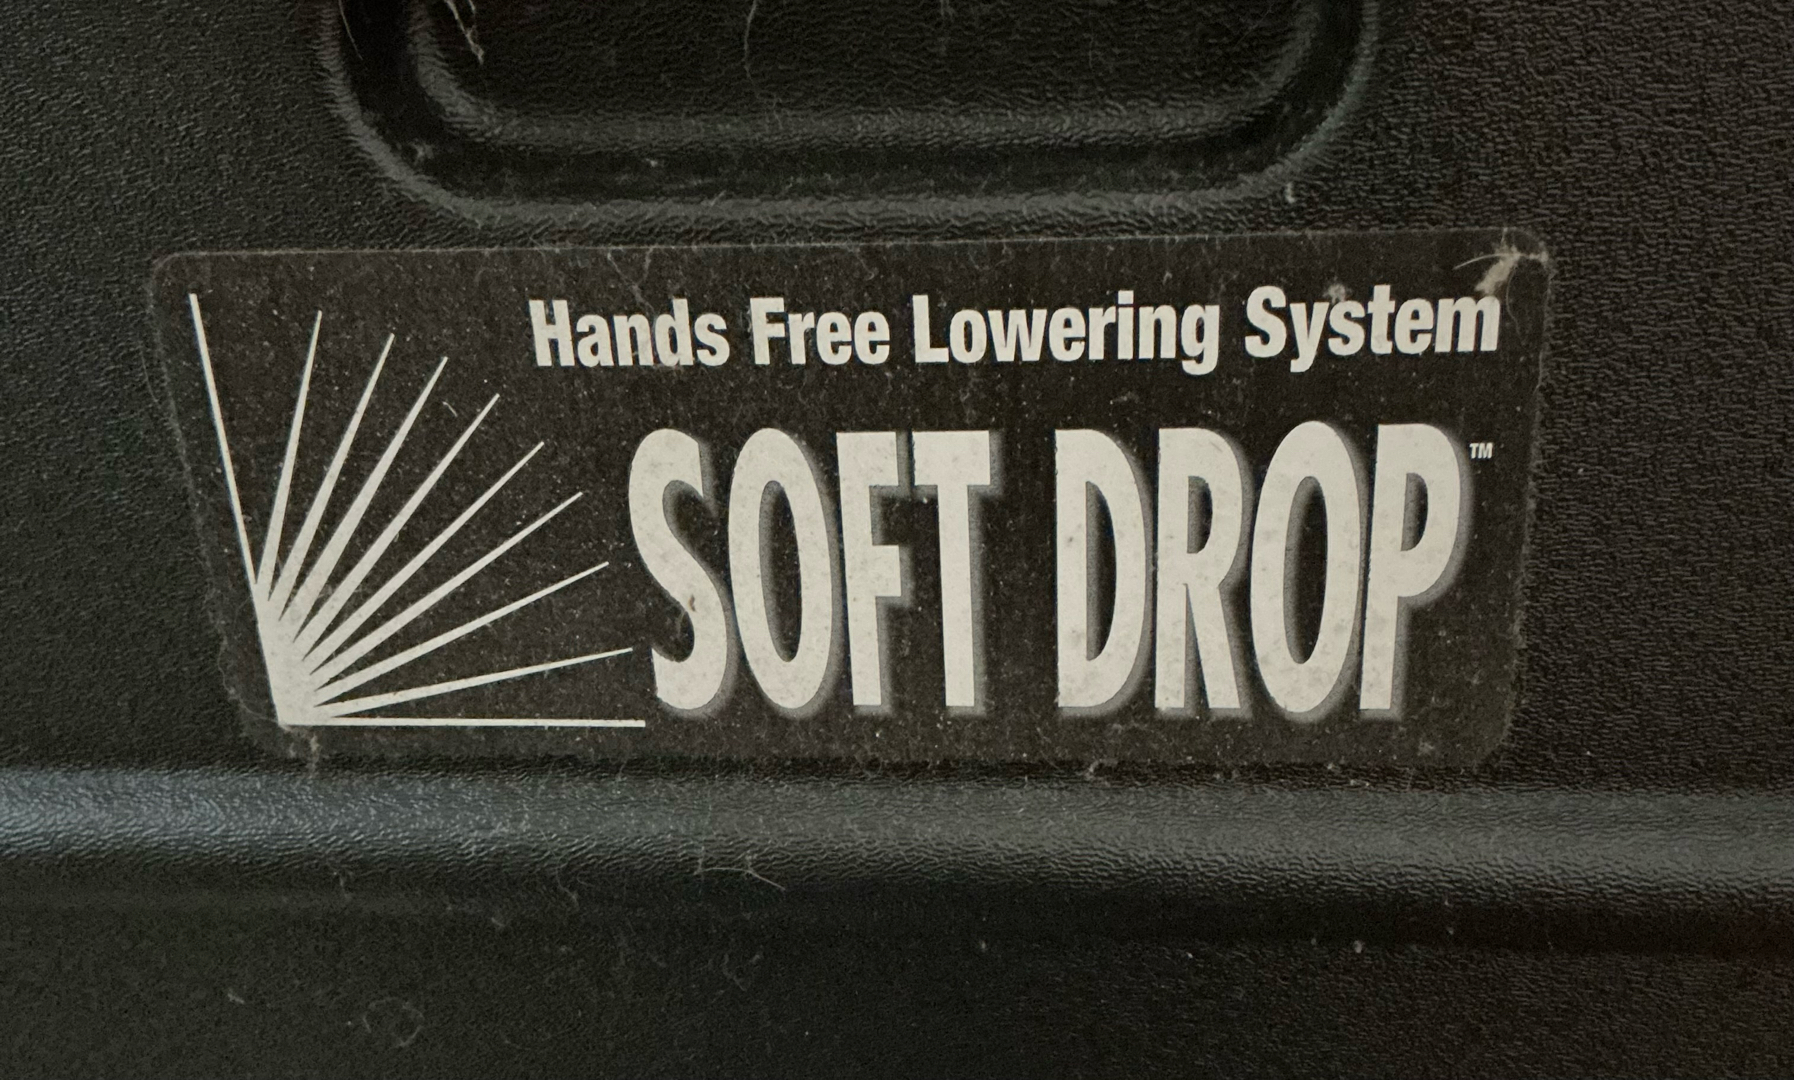 Hands Free Lowering System
SOFT DROP™